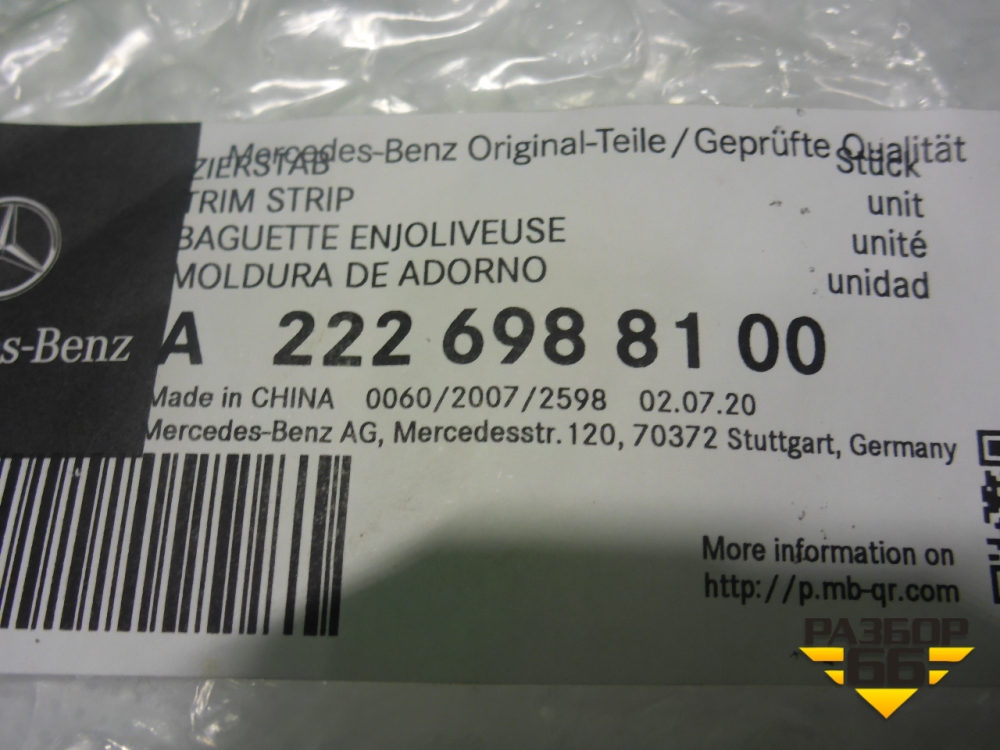 Mercedes-Benz Original-Teile / Geprüfte Qualität
ZIERSTAB Stück
TRIM STRIP unit
BAGUETTE ENJOLIVEUSE unité
MOLDURA DE ADORNO unidad
s-Benz
A 222 698 81 00
Made in CHINA 0060/2007/2598 02.07.20
Mercedes-Benz AG, Mercedesstr. 120, 70372 Stuttgart, Germany
More information on
http://p.mb-qr.com
РАЗБОР
66